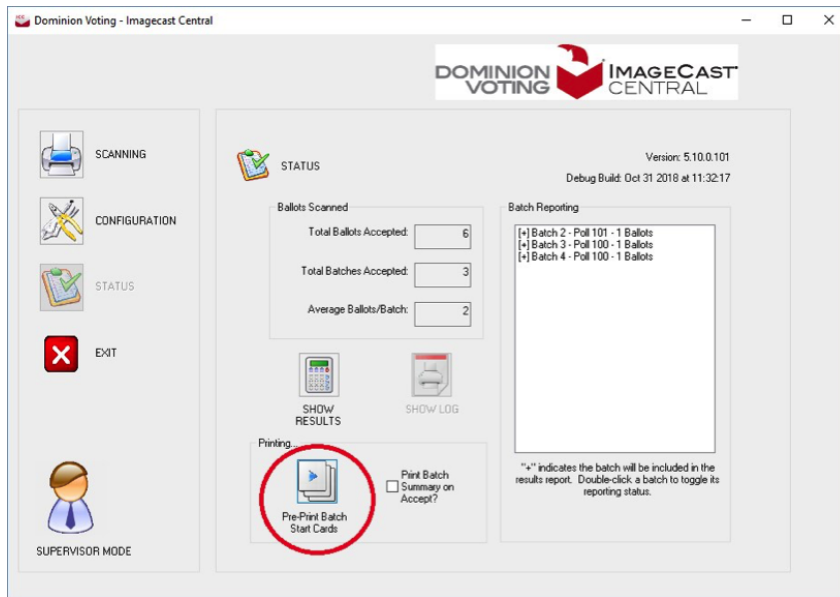 Dominion Voting - Imagecast Central
DOMINION VOTING
IMAGECAST CENTRAL
SCANNING
CONFIGURATION
STATUS
EXIT
SUPERVISOR MODE
STATUS
Version: 5.10.0.101
Debug Build: Oct 31 2018 at 11:32:17
Ballots Scanned
Total Ballots Accepted: 6
Total Batches Accepted: 3
Average Ballots/Batch: 2
SHOW
RESULTS
SHOW LOG
Printing...
Pre-Print Batch
Start Cards
Print Batch
Summary on
Accept?
Batch Reporting
[+] Batch 2 - Poll 101 - 1 Ballots
[+] Batch 3 - Poll 100 - 1 Ballots
[+] Batch 4 - Poll 100 - 1 Ballots
"+" indicates the batch will be included in the
results report. Double-click a batch to toggle its
reporting status.